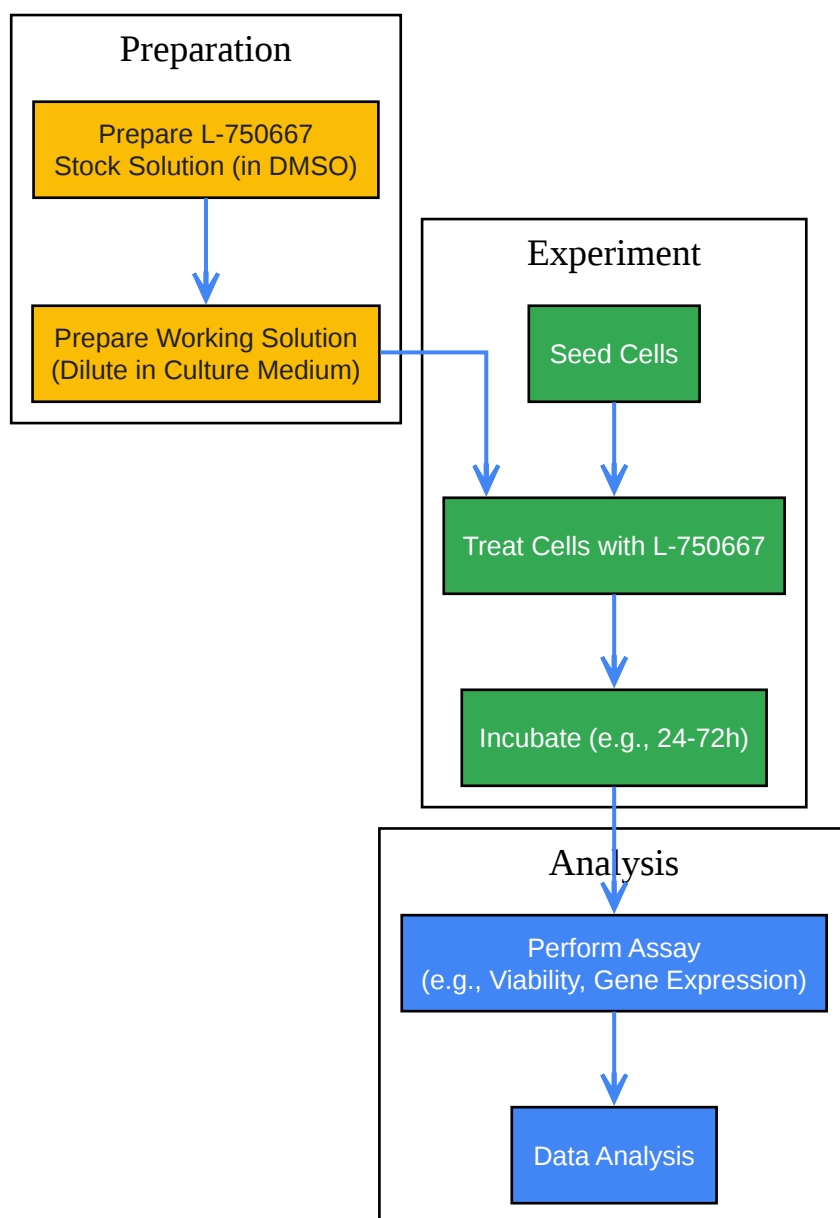 Preparation
Prepare L-750667
Stock Solution (in DMSO)
Prepare Working Solution
(Dilute in Culture Medium)
Experiment
Seed Cells
Treat Cells with L-750667
Incubate (e.g., 24-72h)
Analysis
Perform Assay
(e.g., Viability, Gene Expression)
Data Analysis